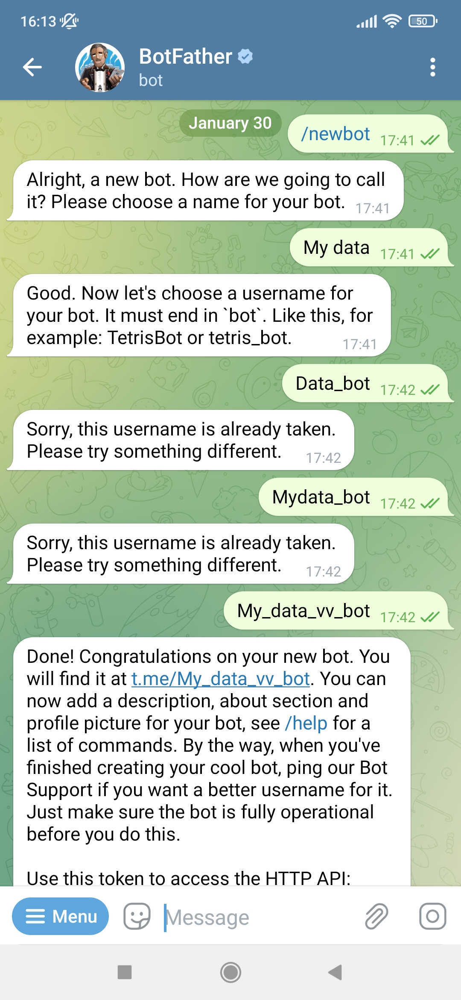 16:13
50
BotFather
bot
January 30
/newbot 17:41
Alright, a new bot. How are we going to call
it? Please choose a name for your bot. 17:41
My data 17:41
Good. Now let's choose a username for
your bot. It must end in `bot`. Like this, for
example: TetrisBot or tetris_bot. 17:41
Data_bot 17:42
Sorry, this username is already taken.
Please try something different. 17:42
Mydata_bot 17:42
Sorry, this username is already taken.
Please try something different. 17:42
My_data_vv_bot 17:42
Done! Congratulations on your new bot. You
will find it at t.me/My_data_vv_bot. You can
now add a description, about section and
profile picture for your bot, see /help for a
list of commands. By the way, when you've
finished creating your cool bot, ping our Bot
Support if you want a better username for it.
Just make sure the bot is fully operational
before you do this.
Use this token to access the HTTP API:
Menu
Message